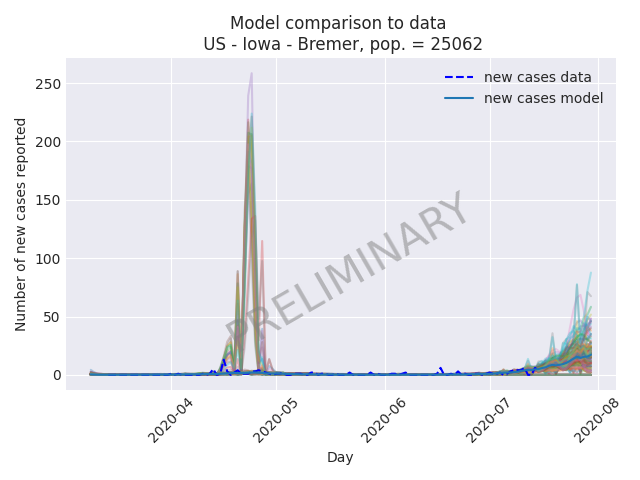 Model comparison to data
US - Iowa - Bremer, pop. = 25062
new cases data
new cases model
250
200
150
100
50
0
Number of new cases reported
PRELIMINARY
2020-04
2020-05
2020-06
2020-07
2020-08
Day